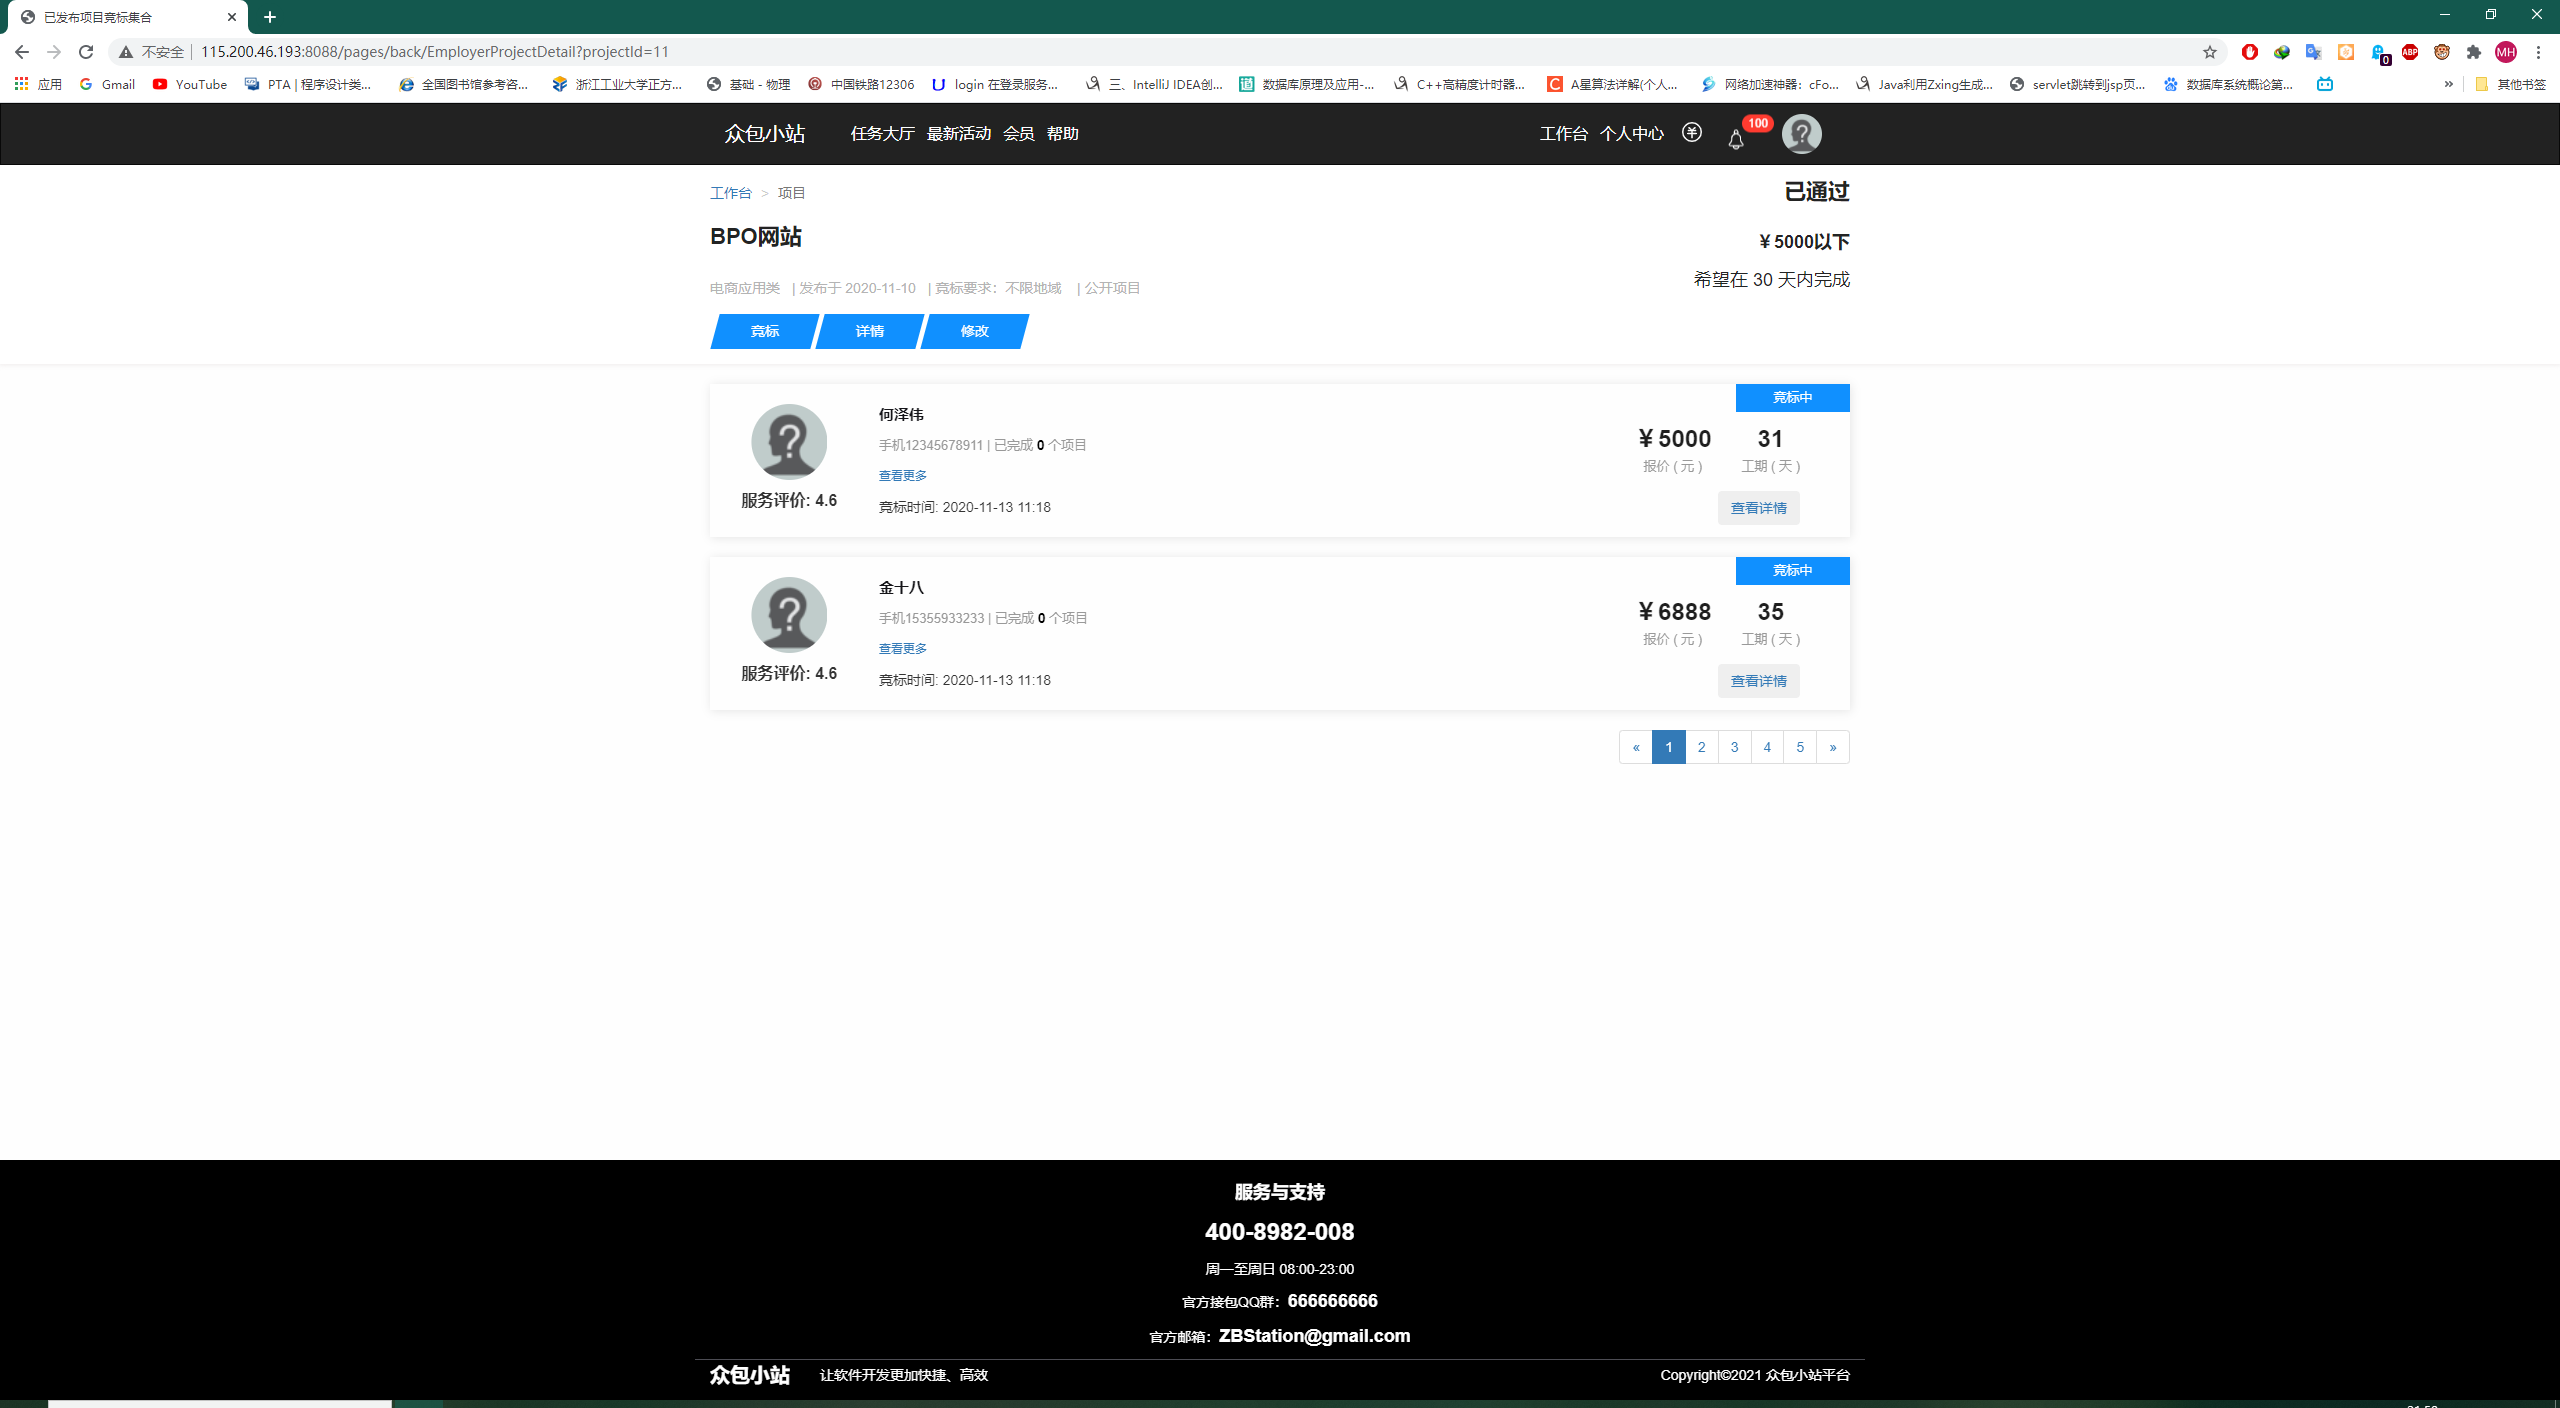 已发布项目竞标集合
不安全 115.200.46.193:8088/pages/back/EmployerProjectDetail?projectId=11
应用 Gmail YouTube PTA | 程序设计类... 全国图书馆参考咨... 浙江工业大学正方... 基础 - 物理 中国铁路12306 login 在登录服务... 三、IntelliJ IDEA创... 数据库原理及应用-... C++高精度计时器... A星算法详解(个人... 网络加速神器：cFo... Java利用Zxing生成... servlet跳转到jsp页... 数据库系统概论第... » 其他书签
众包小站 任务大厅 最新活动 会员 帮助 工作台 个人中心 100
工作台 > 项目
已通过
BPO网站
¥ 5000以下
希望在 30 天内完成
电商应用类 | 发布于 2020-11-10 | 竞标要求：不限地域 | 公开项目
竞标 详情 修改
竞标中
何泽伟
手机12345678911 | 已完成 0 个项目
¥ 5000 31
报价 ( 元 ) 工期 ( 天 )
查看更多
服务评价: 4.6
竞标时间: 2020-11-13 11:18
查看详情
竞标中
金十八
手机15355933233 | 已完成 0 个项目
¥ 6888 35
报价 ( 元 ) 工期 ( 天 )
查看更多
服务评价: 4.6
竞标时间: 2020-11-13 11:18
查看详情
« 1 2 3 4 5 »
服务与支持
400-8982-008
周一至周日 08:00-23:00
官方接包QQ群：666666666
官方邮箱：ZBStation@gmail.com
众包小站 让软件开发更加快捷、高效 Copyright©2021 众包小站平台